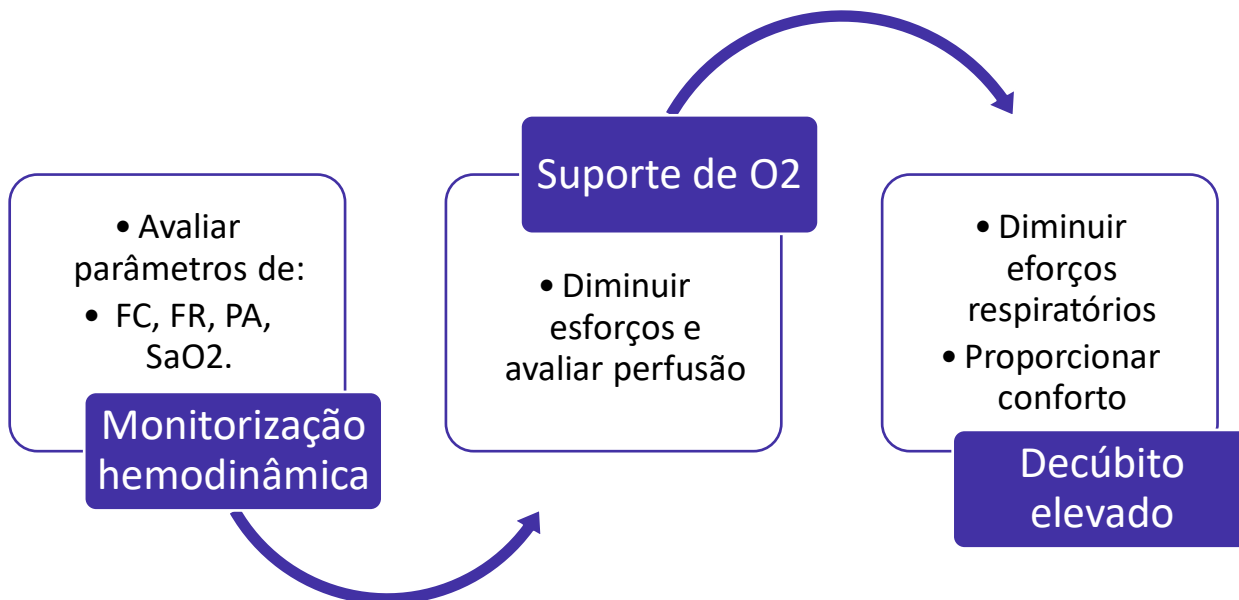 • Avaliar
parâmetros de:
• FC, FR, PA,
SaO2.
Monitorização
hemodinâmica
Suporte de O2
• Diminuir
esforços e
avaliar perfusão
• Diminuir
eforços
respiratórios
• Proporcionar
conforto
Decúbito
elevado